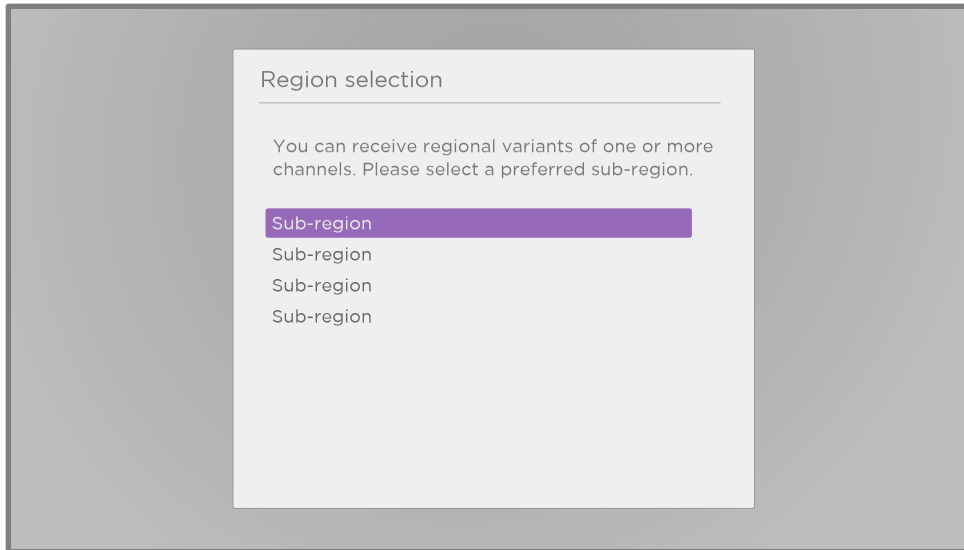 Region selection
You can receive regional variants of one or more
channels. Please select a preferred sub-region.
Sub-region
Sub-region
Sub-region
Sub-region